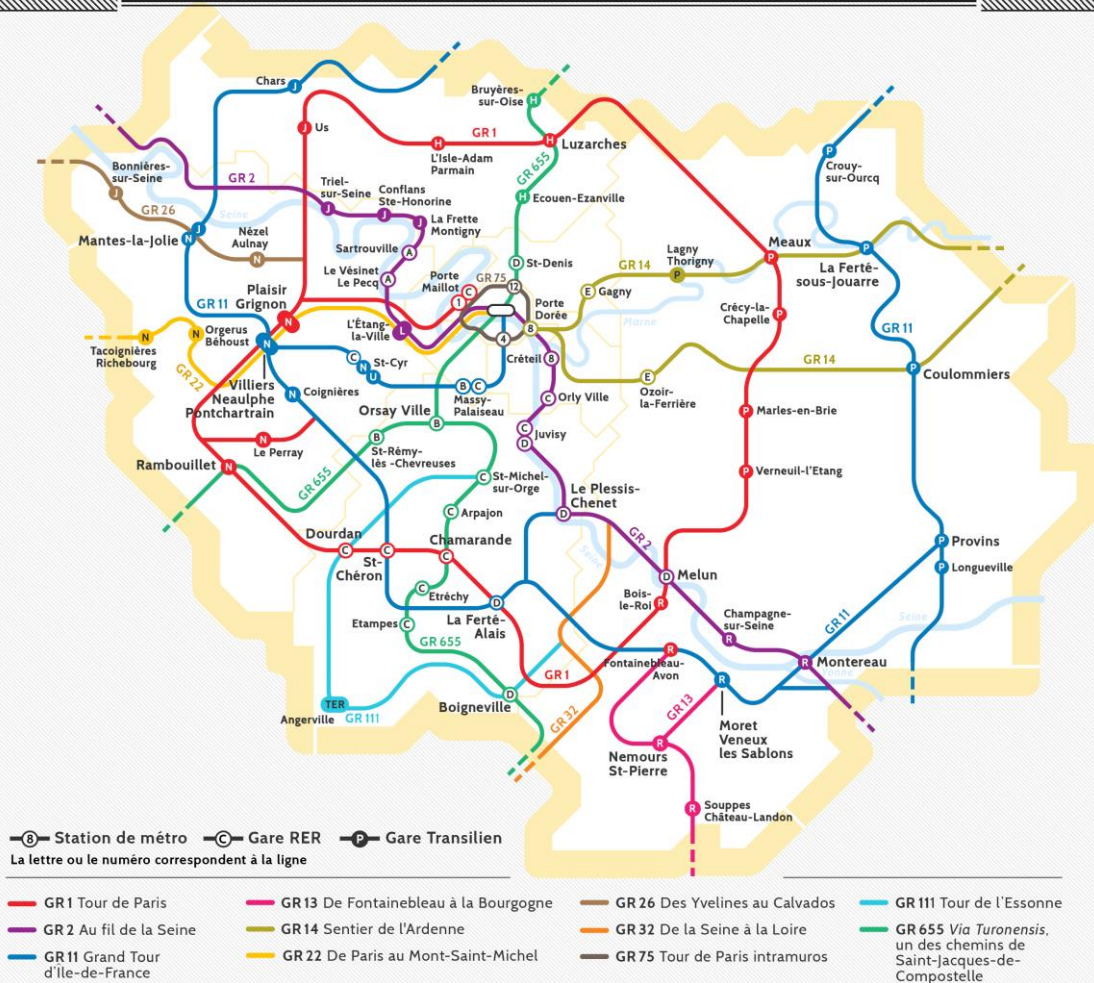 Chars
J
Bruyères-
sur-Oise
H
J
Us
H
L'Isle-Adam
Parmain
GR 1
H
Luzarches
GR 655
P
Crouy-
sur-Ourcq
Bonnières-
sur-Seine
J
GR 2
GR 26
Seine
Triel-
sur-Seine
J
Conflans
Ste-Honorine
J
J
La Frette
Montigny
H
Ecouen-Ezanville
Mantes-la-Jolie
N
J
Nézel
Aulnay
N
Sartrouville
A
Le Vésinet
Le Pecq
A
D
St-Denis
Lagny
Thorigny
P
GR 14
Meaux
P
P
La Ferté-
sous-Jouarre
Porte
Maillot
1
C
GR 75
12
E
Gagny
Marne
Plaisir
Grignon
N
GR 11
Porte
Dorée
8
4
Crécy-la-
Chapelle
P
GR 11
Tacoignières
Richebourg
N
Orgerus
Béhoust
N
GR 22
N
Villiers
Neaulphe
Pontchartrain
L'Étang-
la-Ville
L
C
N
U
St-Cyr
Créteil
8
GR 14
P
Coulommiers
N
Coignières
B
C
Massy-
Palaiseau
C
Orly Ville
E
Ozoir-
la-Ferrière
Orsay Ville
B
P
Marles-en-Brie
N
Le Perray
B
St-Rémy-
lès -Chevreuses
C
D
Juvisy
Rambouillet
N
GR 655
C
St-Michel-
sur-Orge
P
Verneuil-l'Etang
Le Plessis-
Chenet
D
C
Arpajon
Dourdan
C
C
St-
Chéron
Chamarande
C
GR 2
Seine
P
Provins
P
Longueville
D
Melun
C
Etréchy
Etampes
C
D
La Ferté-
Alais
Bois-
le-Roi
R
Champagne-
sur-Seine
R
Seine
GR 11
GR 655
R
Fontainebleau-
Avon
R
Montereau
GR 1
TER
Angerville
GR 111
D
Boigneville
GR 32
GR 13
R
Moret
Veneux
les Sablons
R
Nemours
St-Pierre
R
Souppes
Château-Landon
8 Station de métro C Gare RER P Gare Transilien
La lettre ou le numéro correspondent à la ligne
GR 1 Tour de Paris
GR 2 Au fil de la Seine
GR 11 Grand Tour
d'Île-de-France
GR 13 De Fontainebleau à la Bourgogne
GR 14 Sentier de l'Ardenne
GR 22 De Paris au Mont-Saint-Michel
GR 26 Des Yvelines au Calvados
GR 32 De la Seine à la Loire
GR 75 Tour de Paris intramuros
GR 111 Tour de l'Essonne
GR 655 Via Turonensis,
un des chemins de
Saint-Jacques-de-
Compostelle